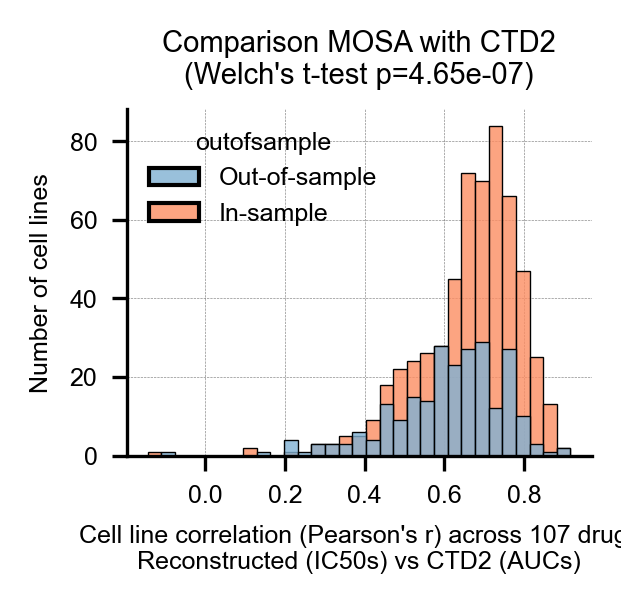 Comparison MOSA with CTD2
(Welch's t-test p=4.65e-07)
outofsample
Out-of-sample
In-sample
Number of cell lines
80
60
40
20
0
0.0 0.2 0.4 0.6 0.8
Cell line correlation (Pearson's r) across 107 drug
Reconstructed (IC50s) vs CTD2 (AUCs)